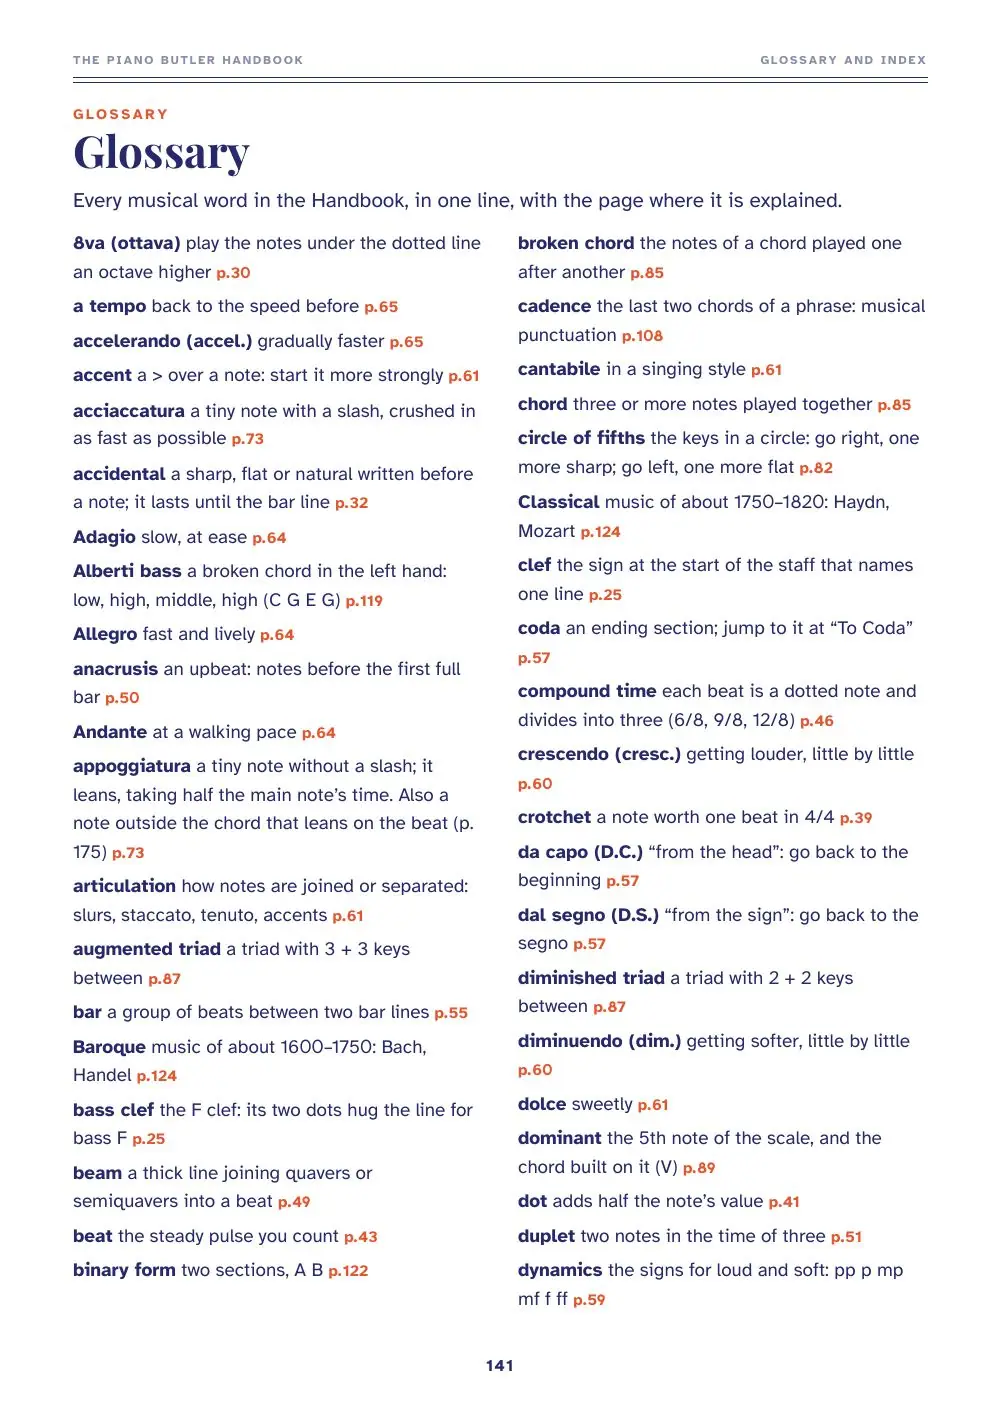 THE PIANO BUTLER HANDBOOK
GLOSSARY AND INDEX
GLOSSARY
Glossary
Every musical word in the Handbook, in one line, with the page where it is explained.
8va (ottava) play the notes under the dotted line
an octave higher p.30
a tempo back to the speed before p.65
accelerando (accel.) gradually faster p.65
accent a > over a note: start it more strongly p.61
acciaccatura a tiny note with a slash, crushed in
as fast as possible p.73
accidental a sharp, flat or natural written before
a note; it lasts until the bar line p.32
Adagio slow, at ease p.64
Alberti bass a broken chord in the left hand:
low, high, middle, high (C G E G) p.119
Allegro fast and lively p.64
anacrusis an upbeat: notes before the first full
bar p.50
Andante at a walking pace p.64
appoggiatura a tiny note without a slash; it
leans, taking half the main note’s time. Also a
note outside the chord that leans on the beat (p.
175) p.73
articulation how notes are joined or separated:
slurs, staccato, tenuto, accents p.61
augmented triad a triad with 3 + 3 keys
between p.87
bar a group of beats between two bar lines p.55
Baroque music of about 1600–1750: Bach,
Handel p.124
bass clef the F clef: its two dots hug the line for
bass F p.25
beam a thick line joining quavers or
semiquavers into a beat p.49
beat the steady pulse you count p.43
binary form two sections, A B p.122
broken chord the notes of a chord played one
after another p.85
cadence the last two chords of a phrase: musical
punctuation p.108
cantabile in a singing style p.61
chord three or more notes played together p.85
circle of fifths the keys in a circle: go right, one
more sharp; go left, one more flat p.82
Classical music of about 1750–1820: Haydn,
Mozart p.124
clef the sign at the start of the staff that names
one line p.25
coda an ending section; jump to it at “To Coda”
p.57
compound time each beat is a dotted note and
divides into three (6/8, 9/8, 12/8) p.46
crescendo (cresc.) getting louder, little by little
p.60
crotchet a note worth one beat in 4/4 p.39
da capo (D.C.) “from the head”: go back to the
beginning p.57
dal segno (D.S.) “from the sign”: go back to the
segno p.57
diminished triad a triad with 2 + 2 keys
between p.87
diminuendo (dim.) getting softer, little by little
p.60
dolce sweetly p.61
dominant the 5th note of the scale, and the
chord built on it (V) p.89
dot adds half the note’s value p.41
duplet two notes in the time of three p.51
dynamics the signs for loud and soft: pp p mp
mf f ff p.59
141